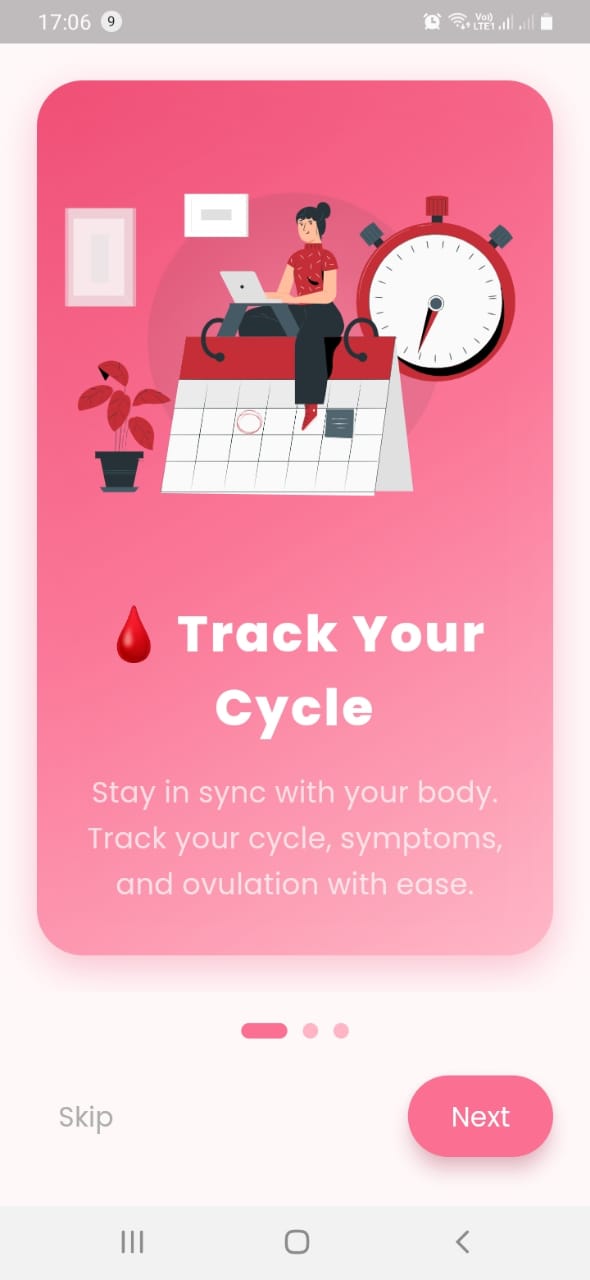 17:06 9
Vo)) LTE1
🩸 Track Your
Cycle
Stay in sync with your body.
Track your cycle, symptoms,
and ovulation with ease.
Skip
Next